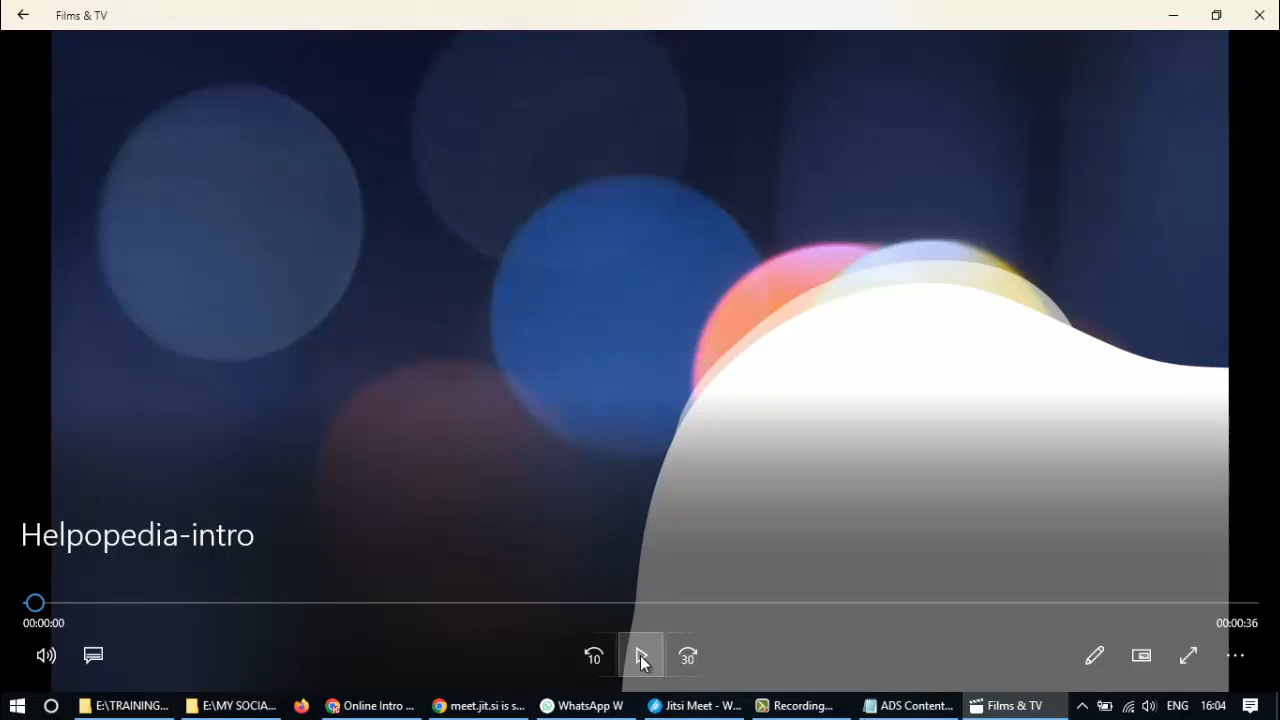 Films & TV
Helpopedia-intro
00:00:00
00:00:36
10
30
E:\TRAINING...
E:\MY SOCIA...
Online Intro ...
meet.jit.si is s...
WhatsApp W
Jitsi Meet - W...
Recording...
ADS Content...
Films & TV
ENG
16:04